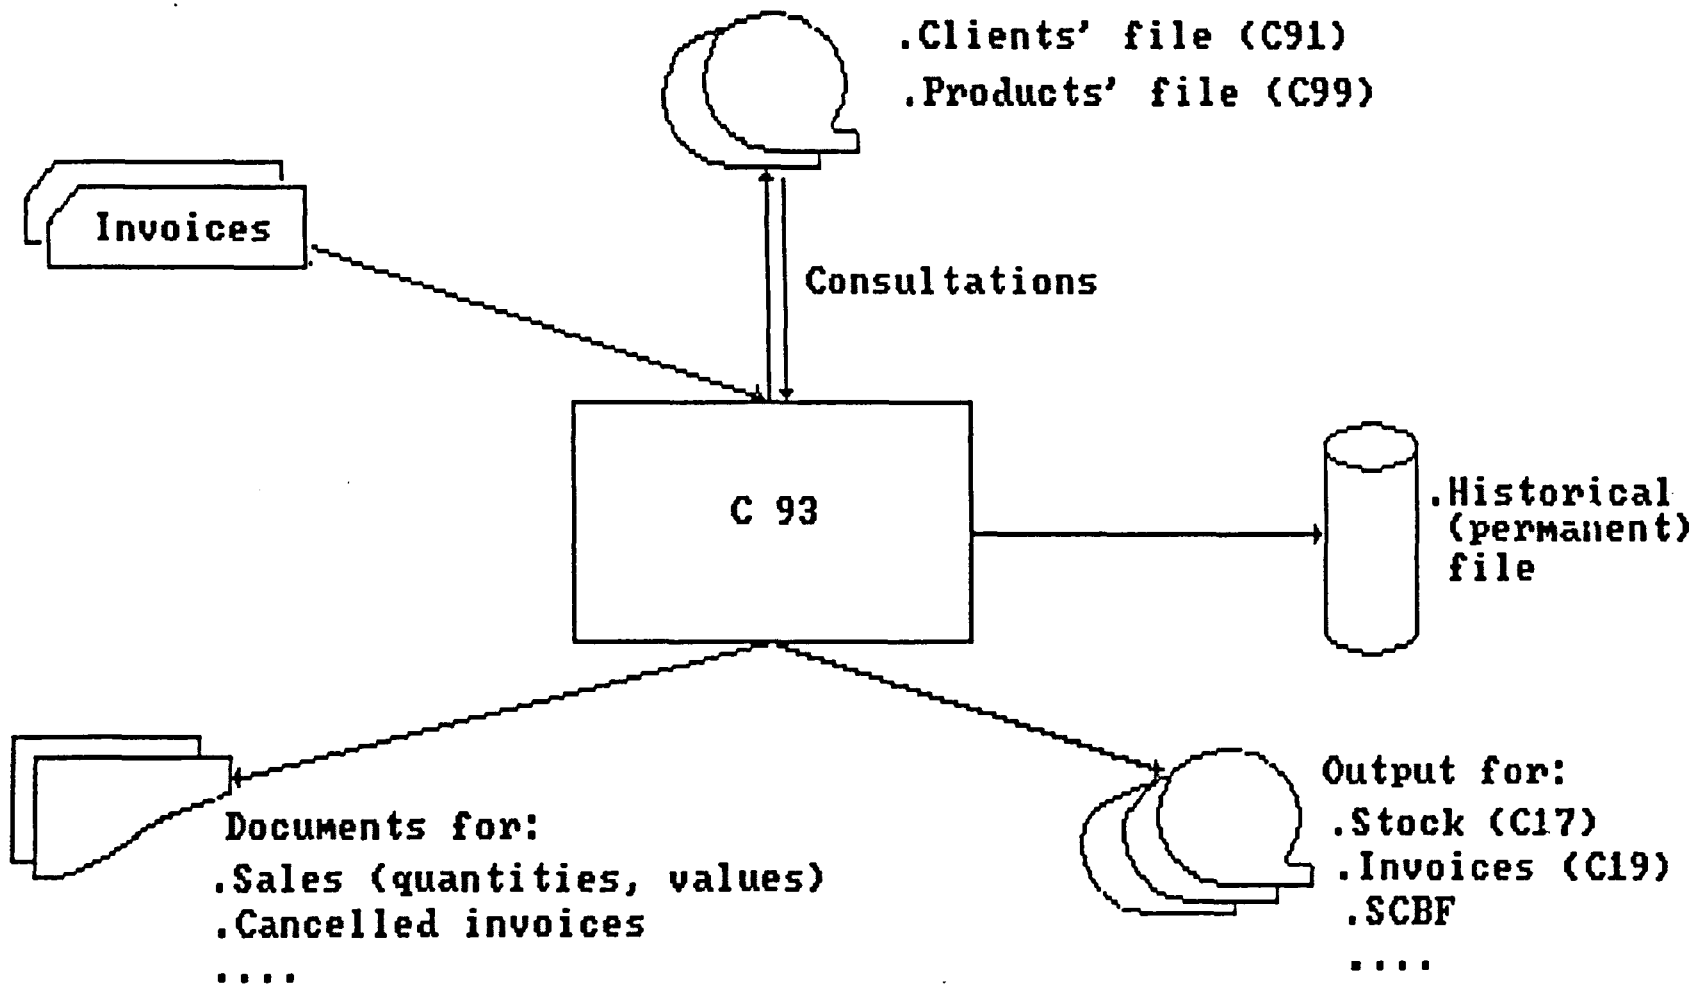 .Clients' file (C91)
.Products' file (C99)
Invoices
Consultations
C 93
.Historical
(permanent)
file
Documents for:
.Sales (quantities, values)
.Cancelled invoices
....
Output for:
.Stock (C17)
.Invoices (C19)
.SCBF
....